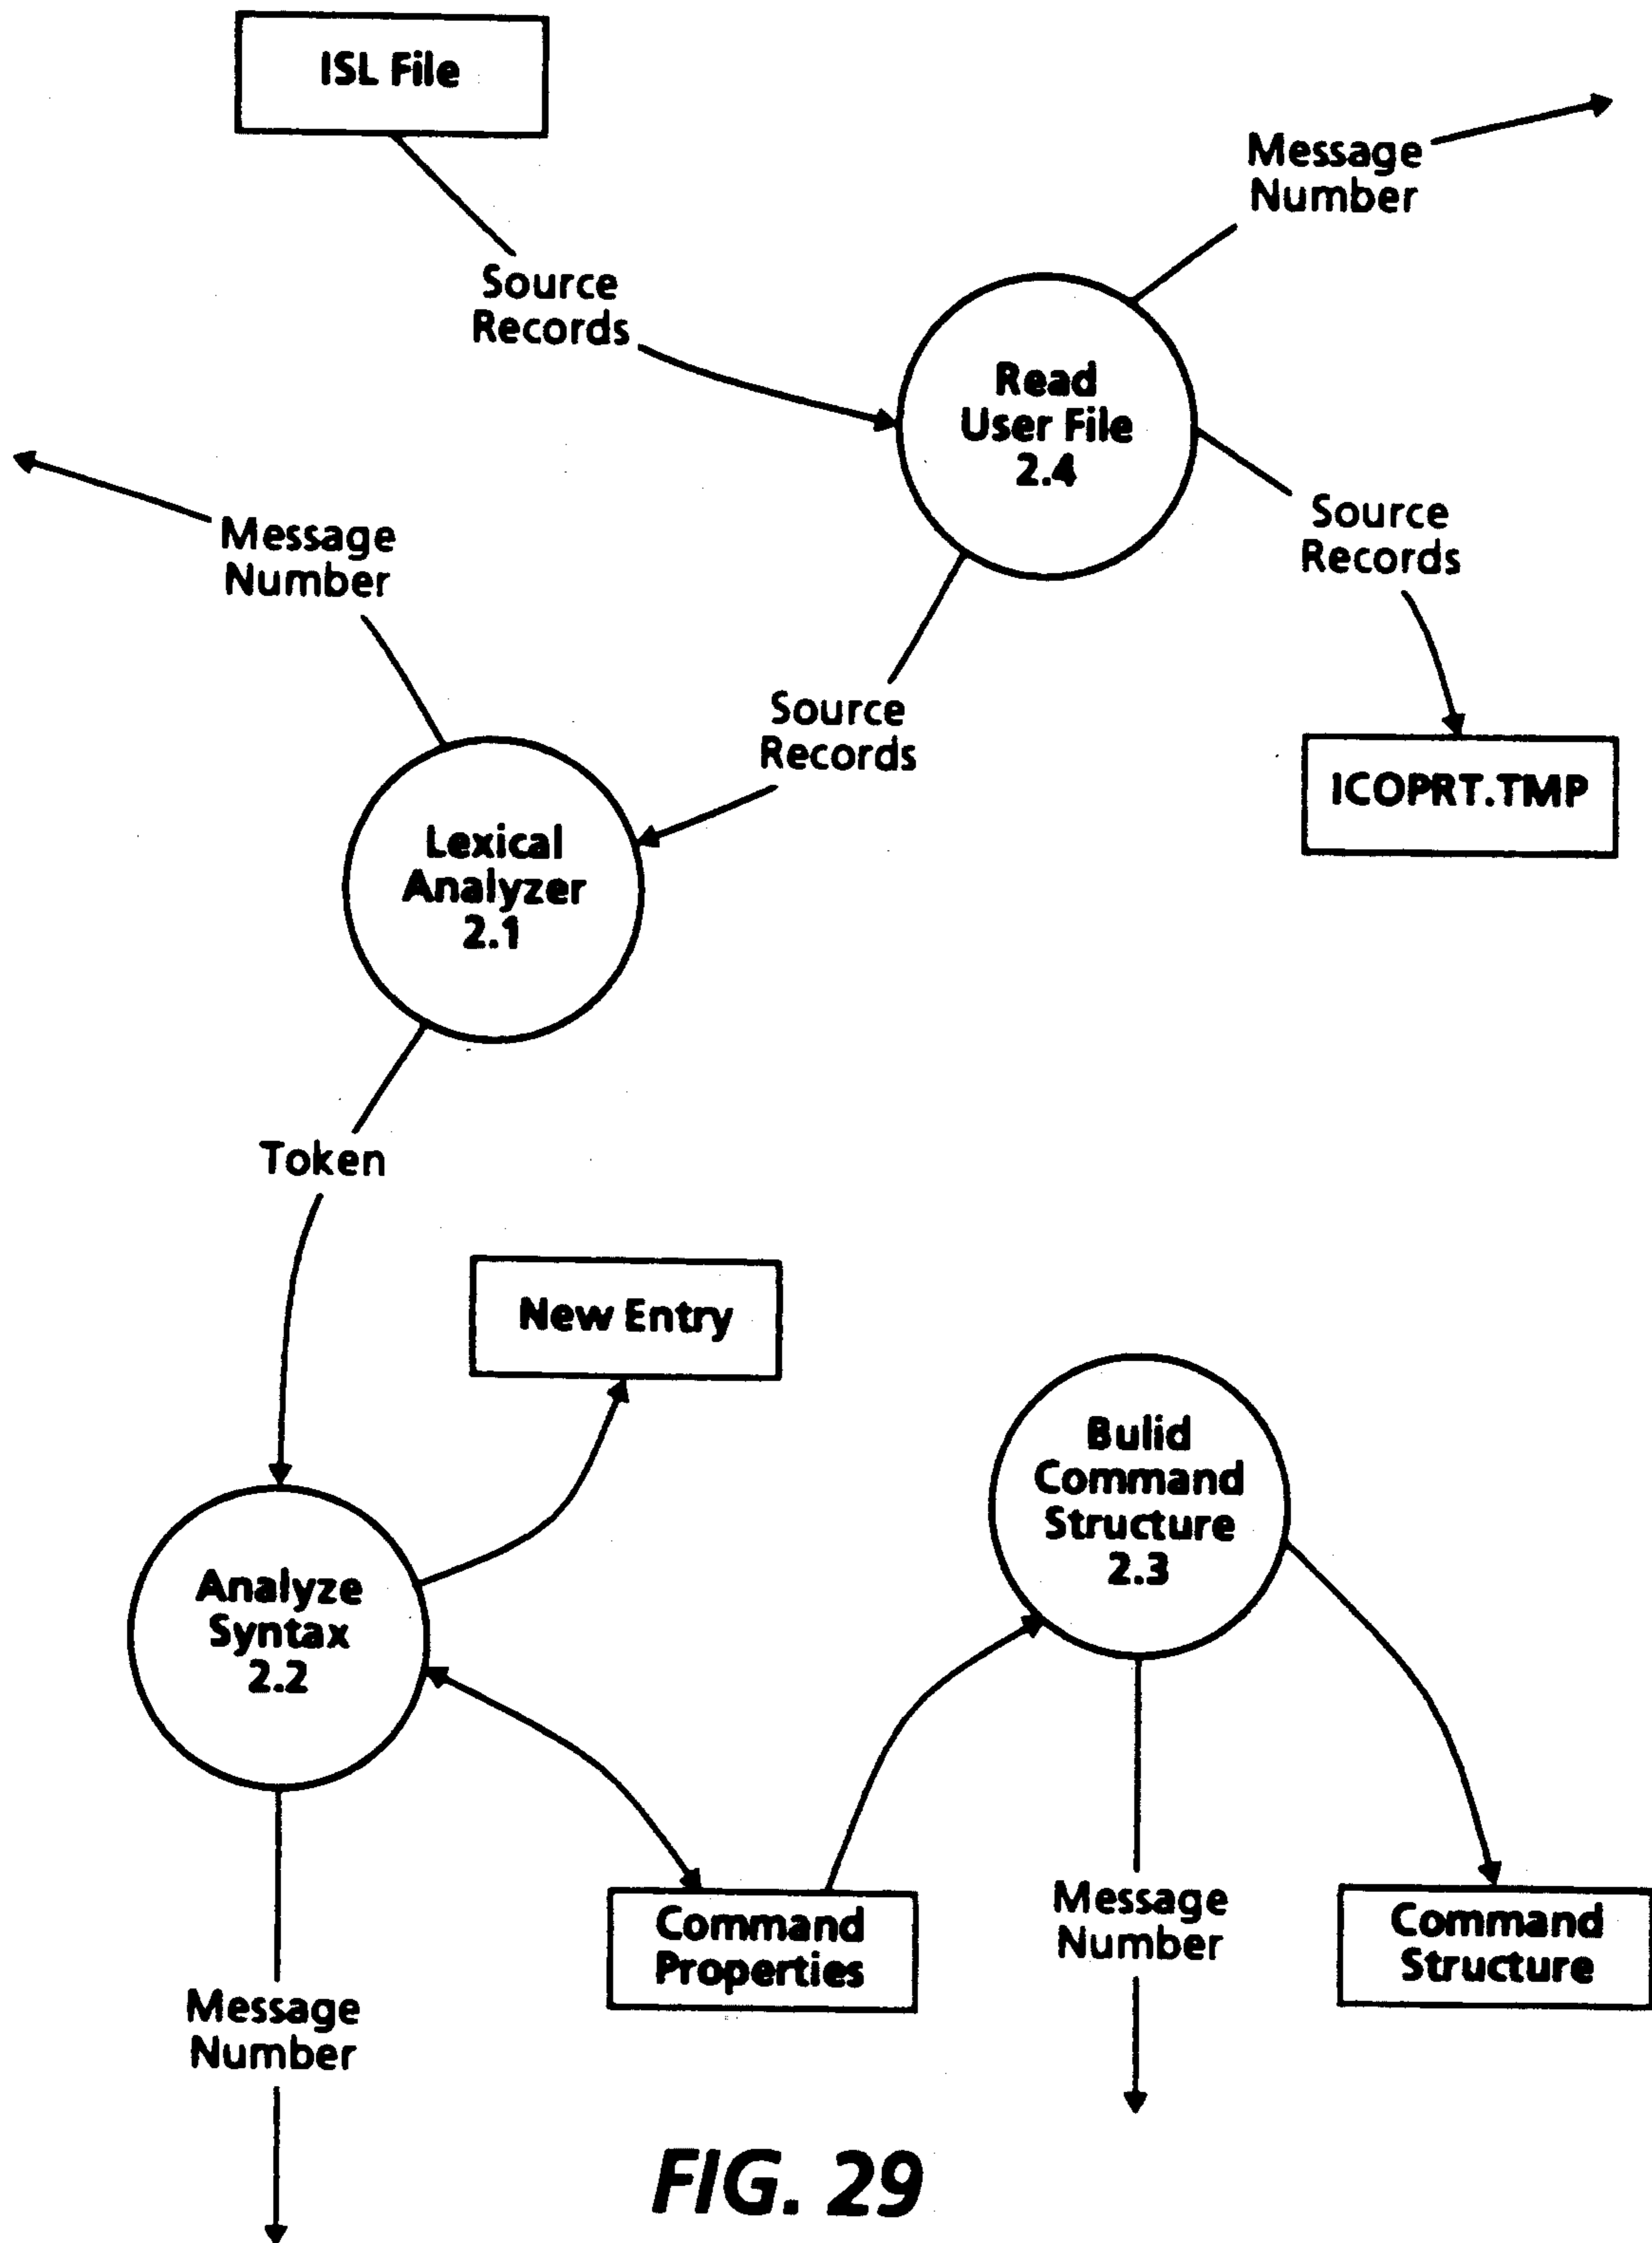 ISL File
Message
Number
Source
Records
Read
User File
2.4
Message
Number
Source
Records
Source
Records
ICOPRT.TMP
Lexical
Analyzer
2.1
Token
New Entry
Bulid
Command
Structure
2.3
Analyze
Syntax
2.2
Command
Properties
Message
Number
Command
Structure
Message
Number
FIG. 29